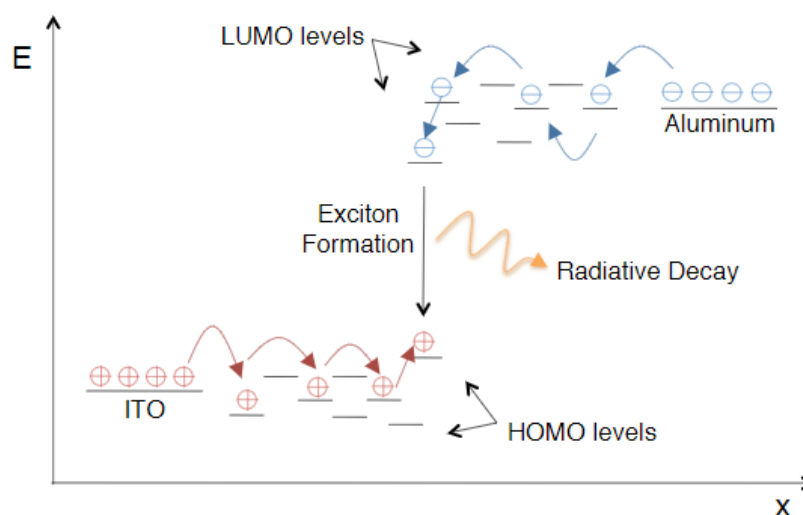 LUMO levels
E
Aluminum
Exciton
Formation
Radiative Decay
ITO
HOMO levels
x